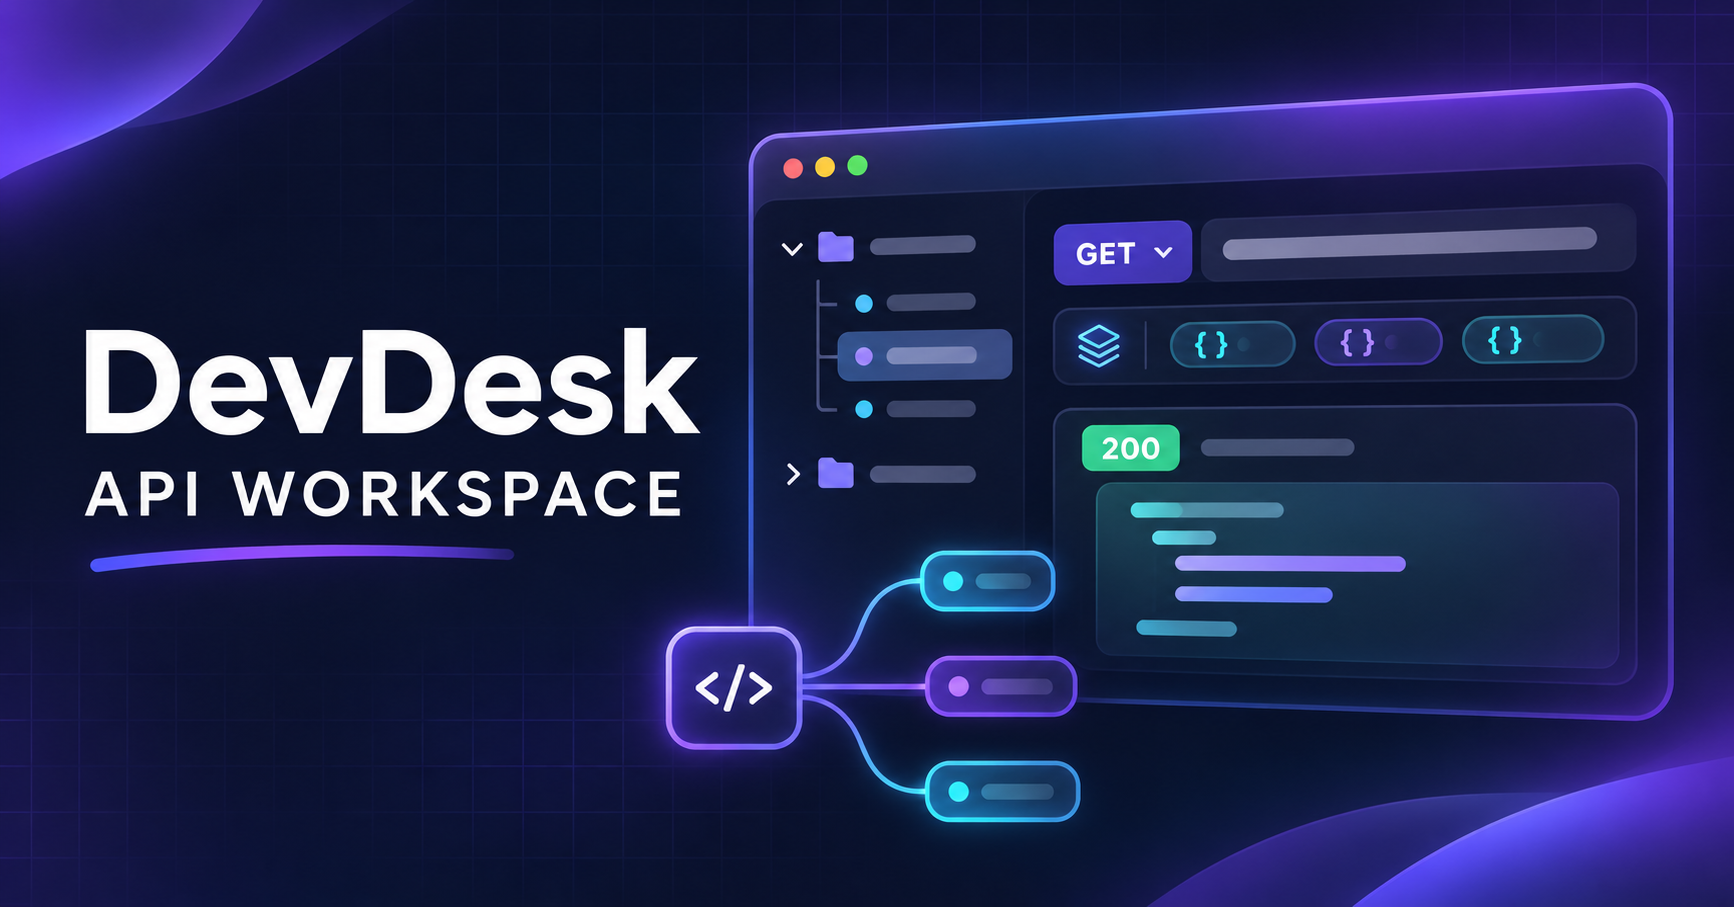 DevDesk
API WORKSPACE
GET
{ } { } { }
200
</>